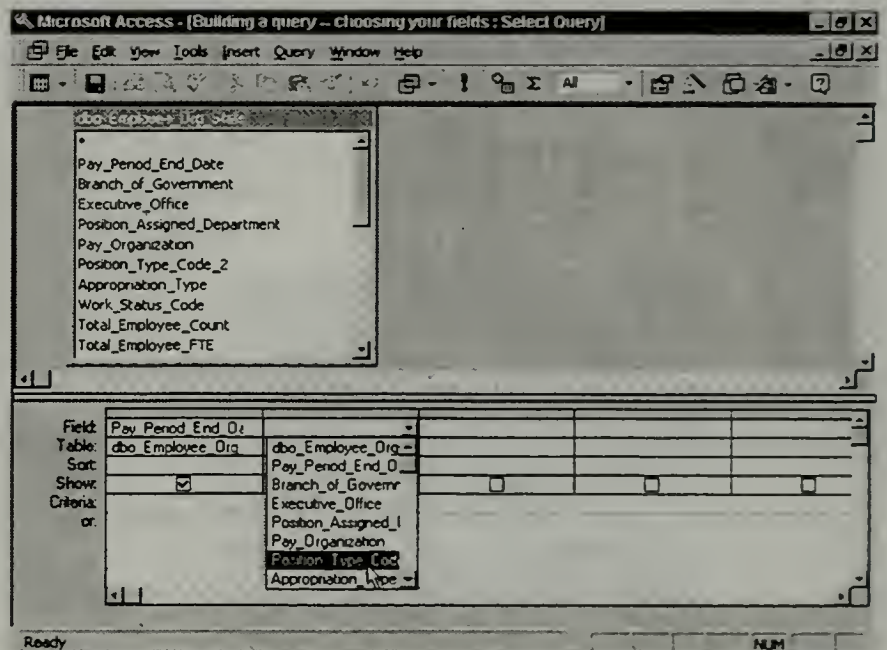 Microsoft Access - [Building a query -- choosing your fields : Select Query]
File Edit View Tools Insert Query Window Help
All
dbo_Employee_Org_State
*
Pay_Period_End_Date
Branch_of_Government
Executive_Office
Position_Assigned_Department
Pay_Organization
Position_Type_Code_2
Appropriation_Type
Work_Status_Code
Total_Employee_Count
Total_Employee_FTE
Field: Pay_Period_End_Da
Table: dbo_Employee_Org
Sort:
Show:
Criteria:
or:
dbo_Employee_Org
Pay_Period_End_D
Branch_of_Governr
Executive_Office
Position_Assigned_
Pay_Organization
Position_Type_Cod
Appropriation_Type
Ready
NUM